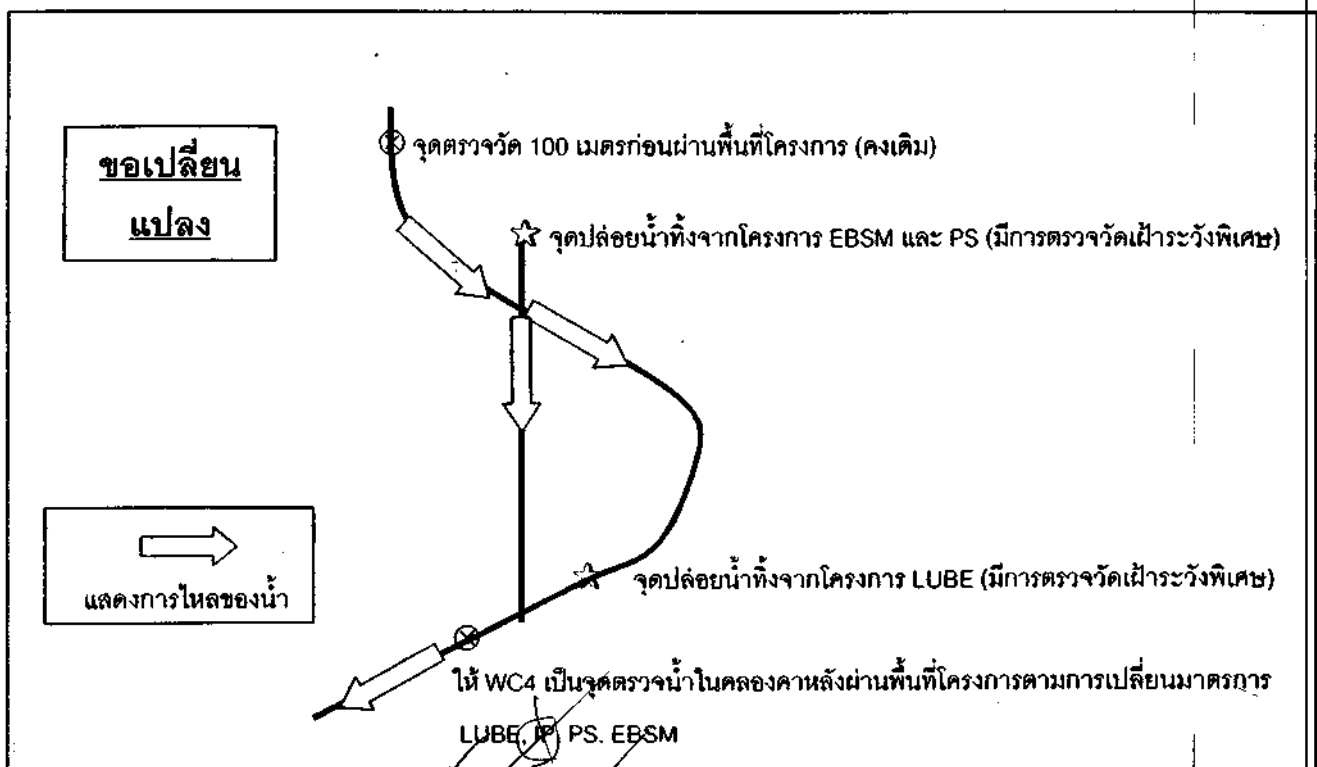 ขอเปลี่ยน
แปลง
จุดตรวจวัด 100 เมตรก่อนผ่านพื้นที่โครงการ (คงเดิม)
จุดปล่อยน้ำทิ้งจากโครงการ EBSM และ PS (มีการตรวจวัดเฝ้าระวังพิเศษ)
แสดงการไหลของน้ำ
จุดปล่อยน้ำทิ้งจากโครงการ LUBE (มีการตรวจวัดเฝ้าระวังพิเศษ)
ให้ WC4 เป็นจุดตรวจน้ำในคลองคาหลังผ่านพื้นที่โครงการตามการเปลี่ยนมาตรการ
LUBE, IP, PS. EBSM